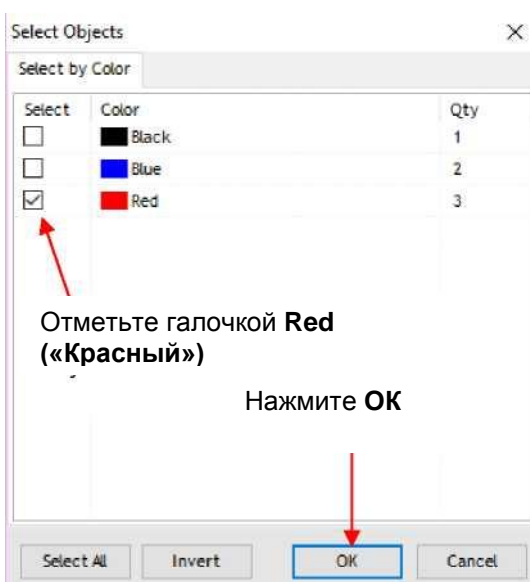 Select Objects
Select by Color
Select Color Qty
Black 1
Blue 2
Red 3
Отметьте галочкой Red
(«Красный»)
Нажмите OK
Select All Invert OK Cancel